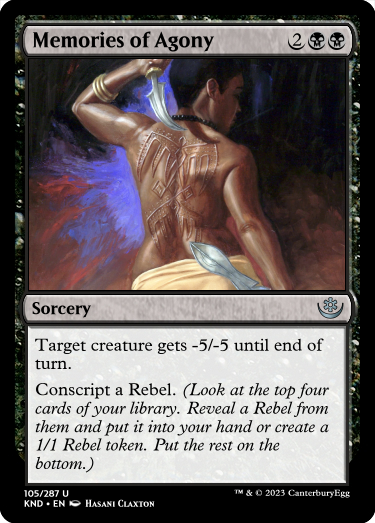 Memories of Agony 2
Sorcery
Target creature gets -5/-5 until end of
turn.
Conscript a Rebel. (Look at the top four
cards of your library. Reveal a Rebel from
them and put it into your hand or create a
1/1 Rebel token. Put the rest on the
bottom.)
105/287 U
KND • EN Hasani Claxton
™ & © 2023 CanterburyEgg